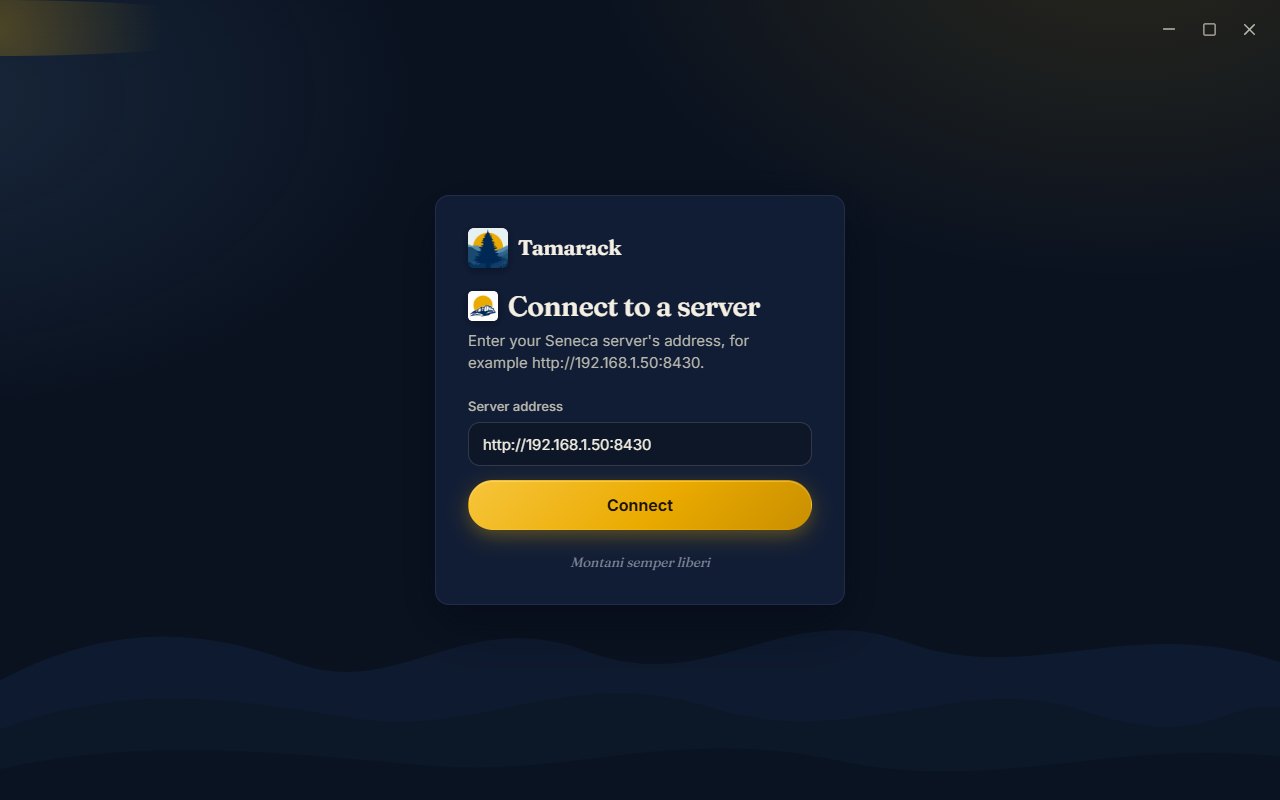 Tamarack
Connect to a server
Enter your Seneca server's address, for
example http://192.168.1.50:8430.
Server address
http://192.168.1.50:8430
Connect
Montani semper liberi